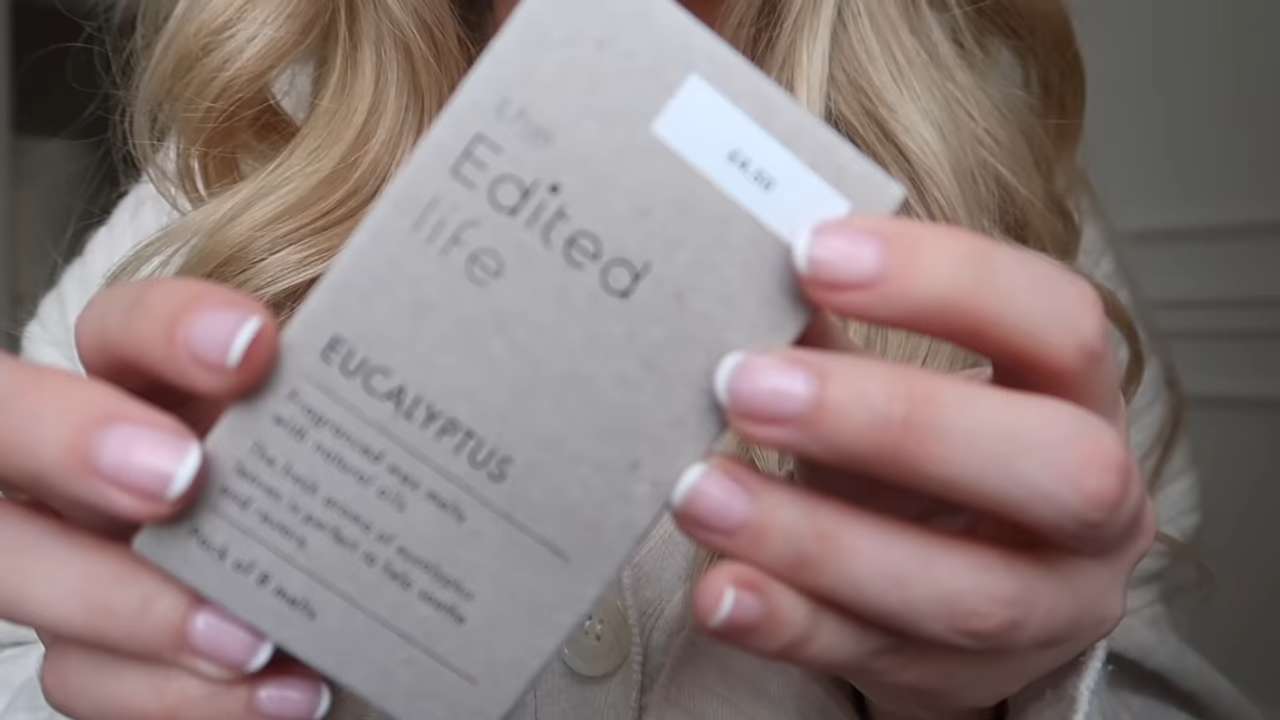 the
Edited
life
EUCALYPTUS
Fragranced wax melts
with natural oils
The fresh aroma of eucalyptus
leaves is perfect to help soothe
and restore.
Pack of 8 melts